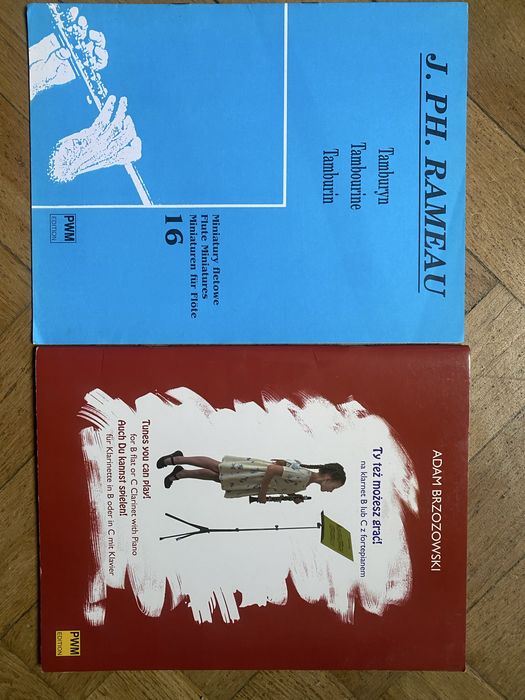 J. PH. RAMEAU
Tamburyn
Tambourine
Tamburin
Miniatury fletowe
Flute Miniatures
Miniaturen für Flöte
16
PWM
EDITION
ADAM BRZOZOWSKI
Ty też możesz grać!
na klarnet B lub C z fortepianem
Tunes you can play!
for B flat or C Clarinet with Piano
Auch Du kannst spielen!
für Klarinette in B oder in C mit Klavier
PWM
EDITION